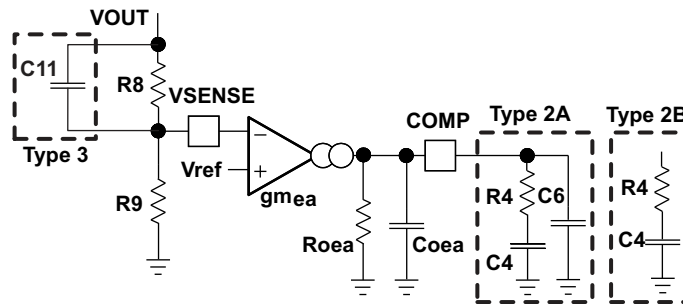 VOUT
C11
R8
VSENSE
COMP
Type 2A
Type 2B
Type 3
Vref
gmea
R9
R4
C6
R4
Roea
Coea
C4
C4